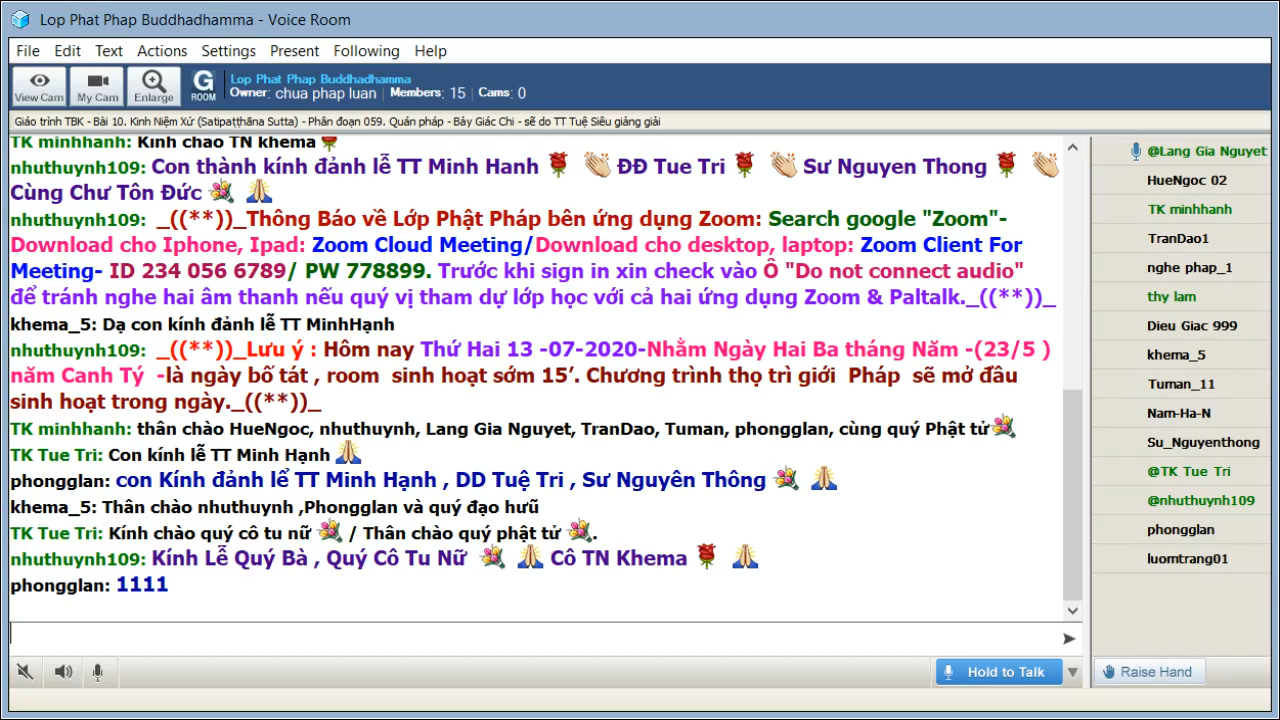 Lop Phat Phap Buddhadhamma - Voice Room
File Edit Text Actions Settings Present Following Help
View Cam My Cam Enlarge G ROOM
Lop Phat Phap Buddhadhamma
Owner: chua phap luan Members: 15 Cams: 0
Giáo trình TBK - Bài 10. Kinh Niệm Xứ (Satipaṭṭhāna Sutta) - Phân đoạn 059. Quán pháp - Bảy Giác Chi - sẽ do TT Tuệ Siêu giảng giải
TK minhhanh: Kính chào TN khema
nhuthuynh109: Con thành kính đảnh lễ TT Minh Hanh ĐĐ Tue Tri Sư Nguyen Thong
Cùng Chư Tôn Đức
nhuthuynh109: _((**))_Thông Báo về Lớp Phật Pháp bên ứng dụng Zoom: Search google "Zoom"-
Download cho Iphone, Ipad: Zoom Cloud Meeting/Download cho desktop, laptop: Zoom Client For
Meeting- ID 234 056 6789/ PW 778899. Trước khi sign in xin check vào Ô "Do not connect audio"
để tránh nghe hai âm thanh nếu quý vị tham dự lớp học với cả hai ứng dụng Zoom & Paltalk._((**))_
khema_5: Dạ con kính đảnh lễ TT MinhHạnh
nhuthuynh109: _((**))_Lưu ý : Hôm nay Thứ Hai 13 -07-2020-Nhằm Ngày Hai Ba tháng Năm -(23/5 )
năm Canh Tý -là ngày bố tát , room sinh hoạt sớm 15’. Chương trình thọ trì giới Pháp sẽ mở đầu
sinh hoạt trong ngày._((**))_
TK minhhanh: thân chào HueNgoc, nhuthuynh, Lang Gia Nguyet, TranDao, Tuman, phongglan, cùng quý Phật tử
TK Tue Tri: Con kính lễ TT Minh Hạnh
phongglan: con Kính đảnh lể TT Minh Hạnh , DD Tuệ Tri , Sư Nguyên Thông
khema_5: Thân chào nhuthuynh ,Phongglan và quý đạo hưũ
TK Tue Tri: Kính chào quý cô tu nữ / Thân chào quý phật tử .
nhuthuynh109: Kính Lễ Quý Bà , Quý Cô Tu Nữ Cô TN Khema
phongglan: 1111
@Lang Gia Nguyet
HueNgoc 02
TK minhhanh
TranDao1
nghe phap_1
thy lam
Dieu Giac 999
khema_5
Tuman_11
Nam-Ha-N
Su_Nguyenthong
@TK Tue Tri
@nhuthuynh109
phongglan
luomtrang01
Hold to Talk
Raise Hand